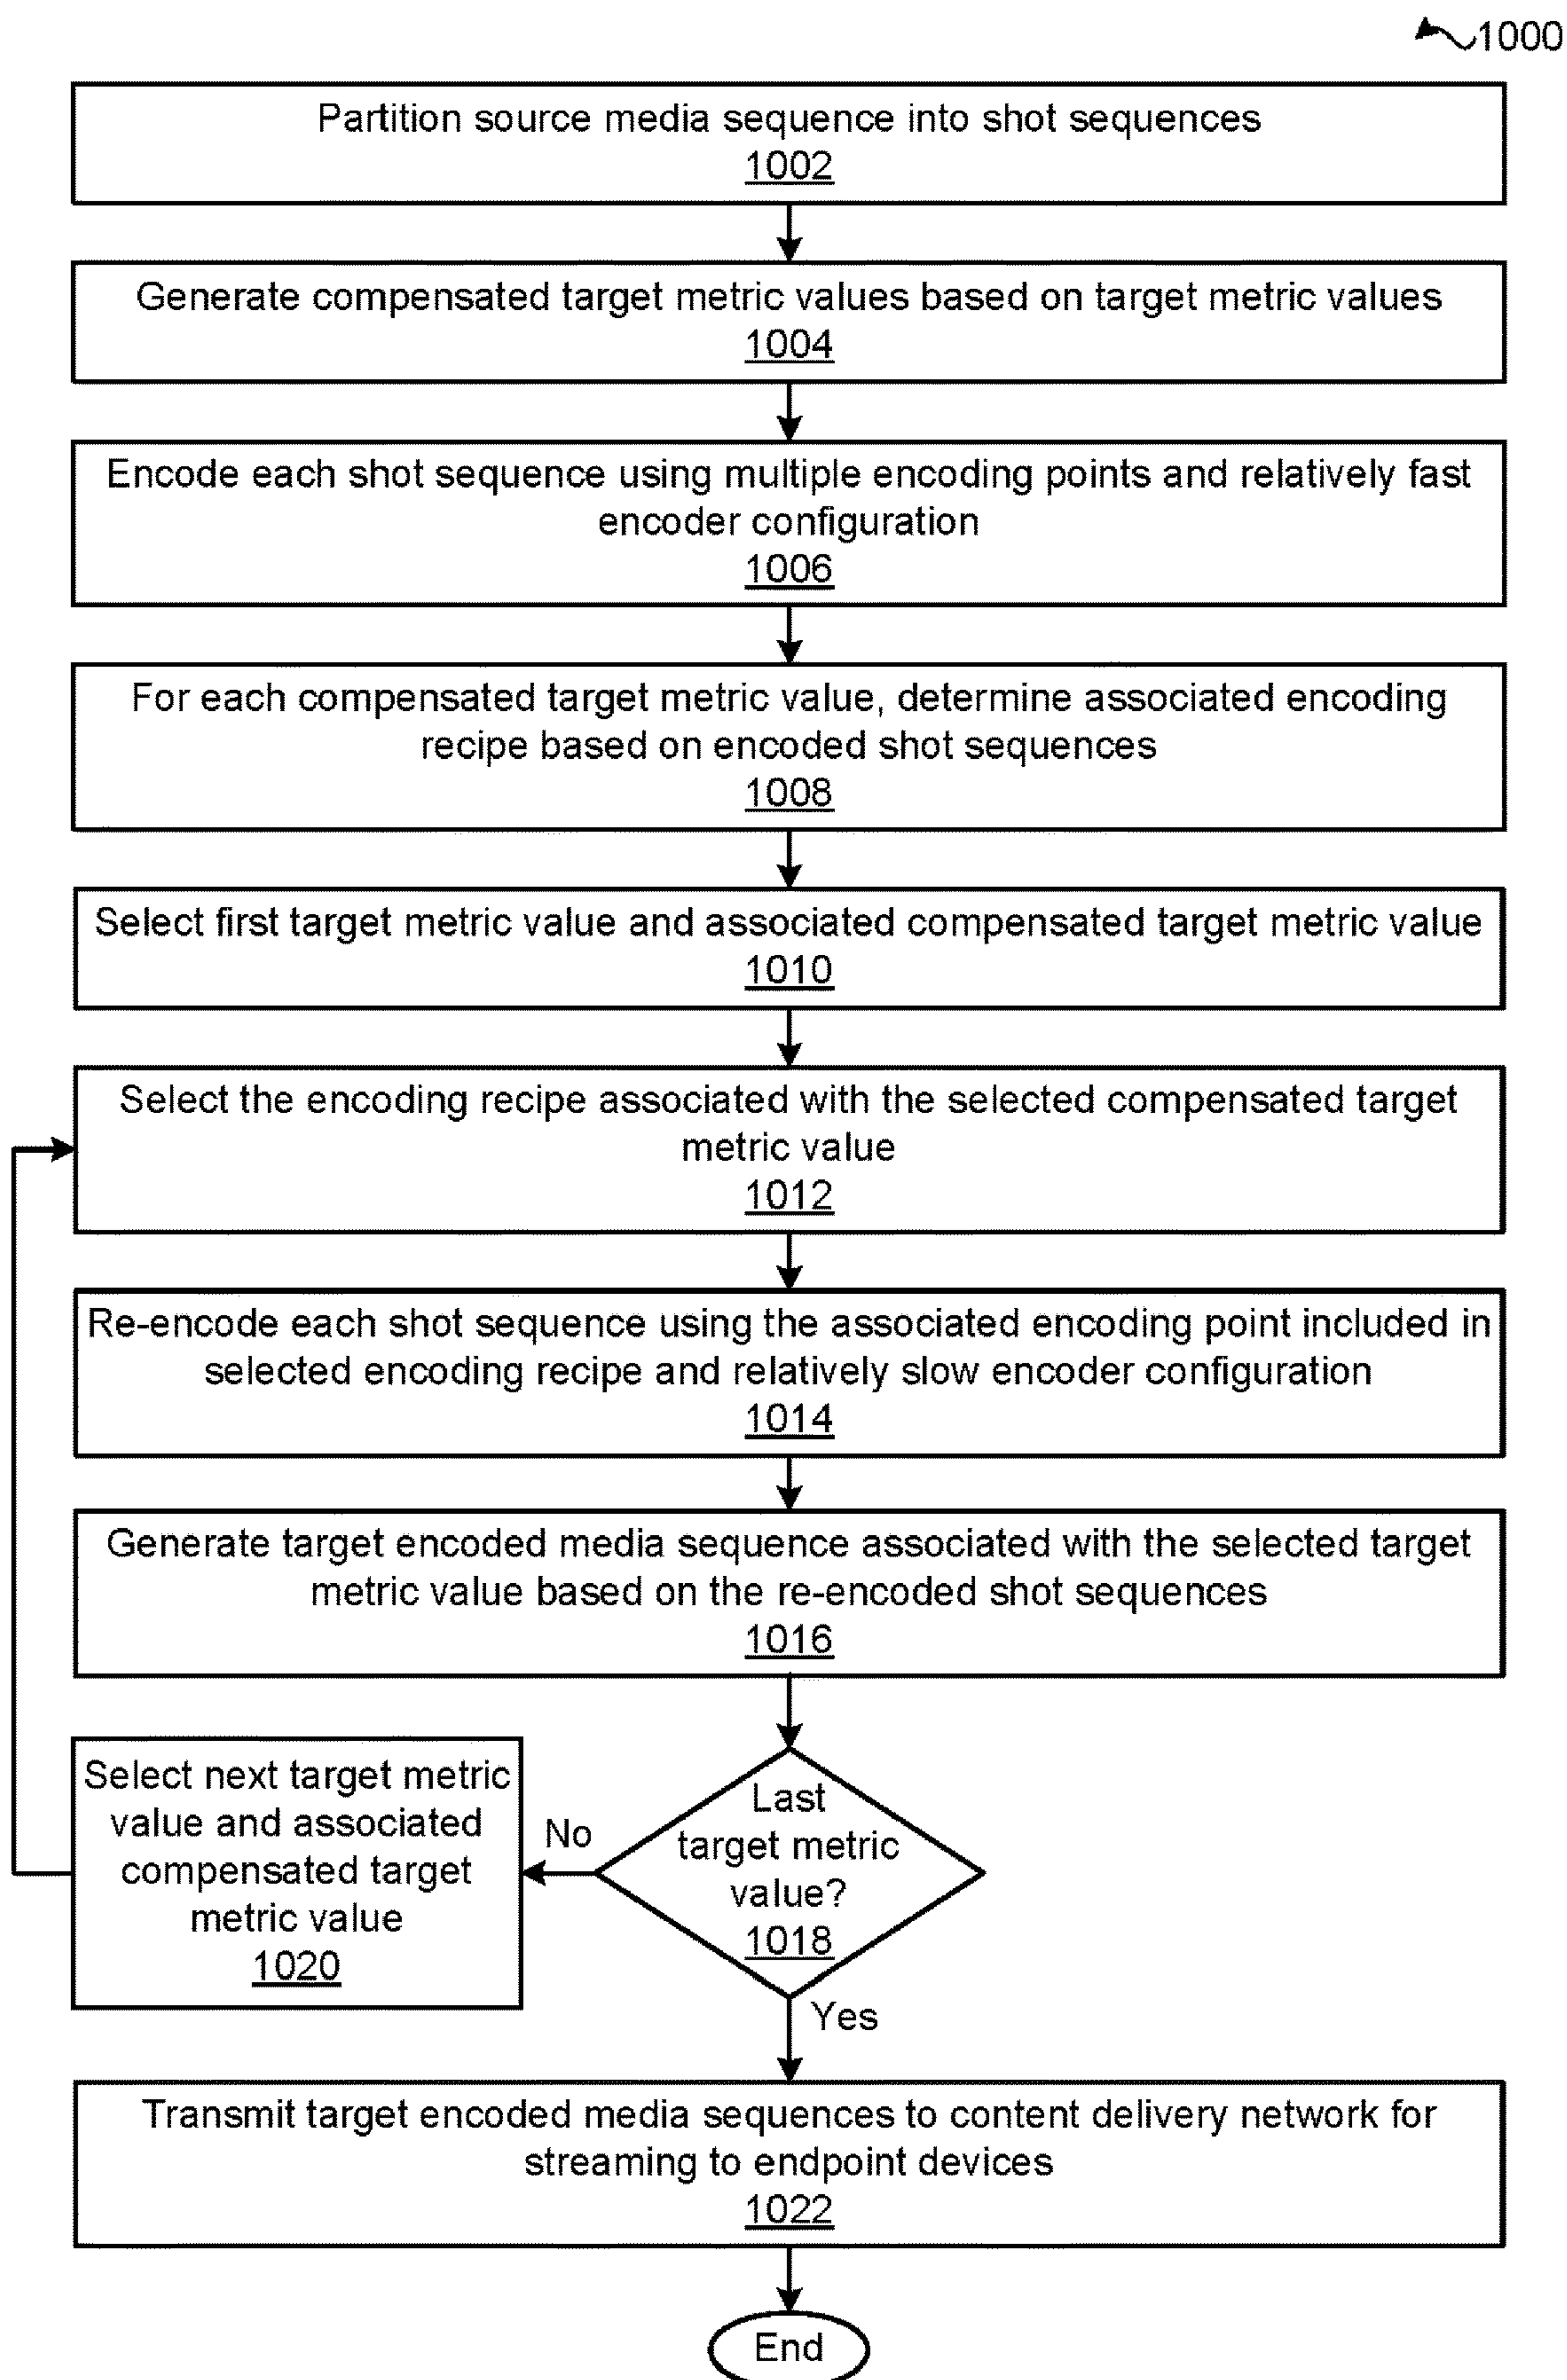 1000
Partition source media sequence into shot sequences
1002
Generate compensated target metric values based on target metric values
1004
Encode each shot sequence using multiple encoding points and relatively fast
encoder configuration
1006
For each compensated target metric value, determine associated encoding
recipe based on encoded shot sequences
1008
Select first target metric value and associated compensated target metric value
1010
Select the encoding recipe associated with the selected compensated target
metric value
1012
Re-encode each shot sequence using the associated encoding point included in
selected encoding recipe and relatively slow encoder configuration
1014
Generate target encoded media sequence associated with the selected target
metric value based on the re-encoded shot sequences
1016
Last
target metric
value?
1018
No
Select next target metric
value and associated
compensated target
metric value
1020
Yes
Transmit target encoded media sequences to content delivery network for
streaming to endpoint devices
1022
End